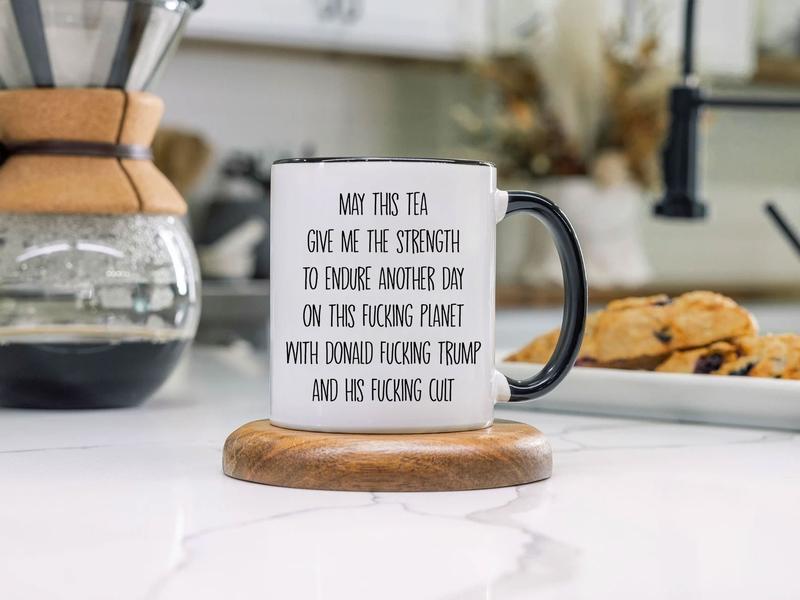 MAY THIS TEA
GIVE ME THE STRENGTH
TO ENDURE ANOTHER DAY
ON THIS FUCKING PLANET
WITH DONALD FUCKING TRUMP
AND HIS FUCKING CULT